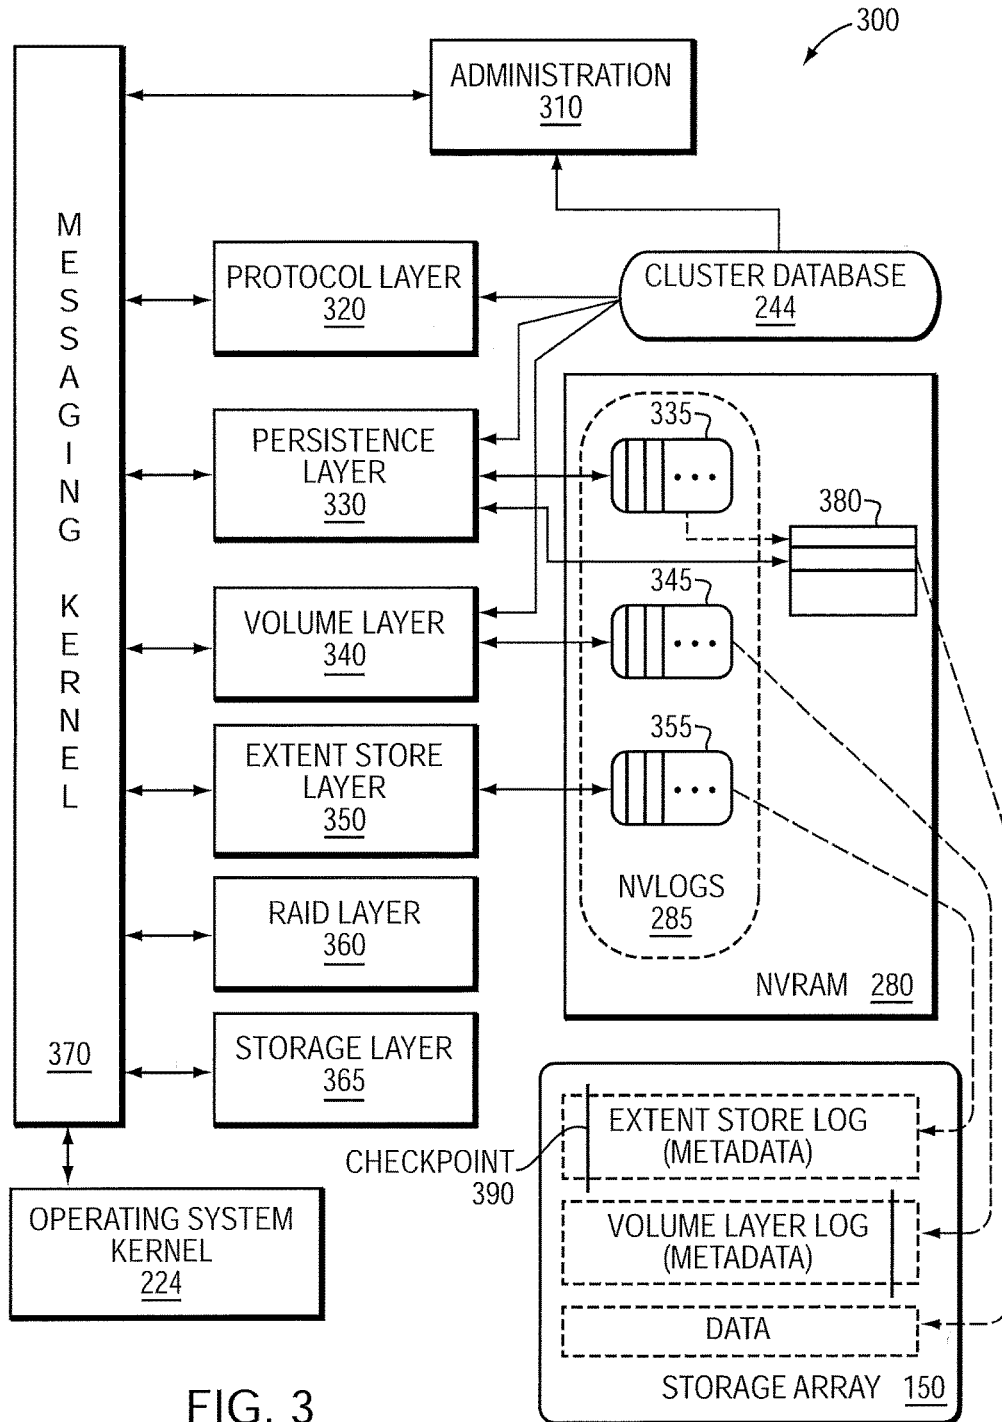 300
ADMINISTRATION
310
MESSAGING KERNEL
370
PROTOCOL LAYER
320
CLUSTER DATABASE
244
PERSISTENCE
LAYER
330
335
380
VOLUME LAYER
340
345
EXTENT STORE
LAYER
350
355
NVLOGS
285
RAID LAYER
360
NVRAM 280
STORAGE LAYER
365
CHECKPOINT
390
EXTENT STORE LOG
(METADATA)
OPERATING SYSTEM
KERNEL
224
VOLUME LAYER LOG
(METADATA)
DATA
STORAGE ARRAY 150
FIG. 3